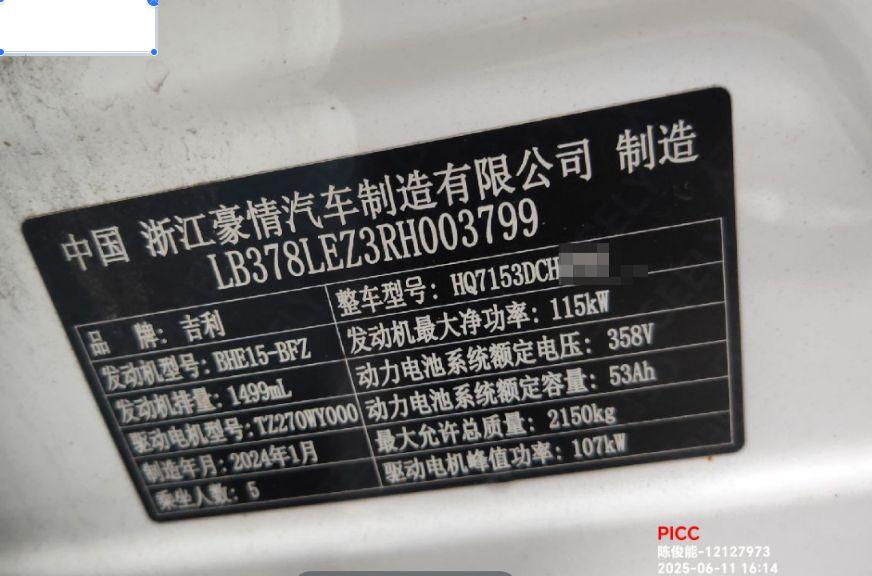 中国 浙江豪情汽车制造有限公司 制造
LB378LEZ3RH003799
品 牌: 吉利
整车型号: HQ7153DCH
发动机型号: BHE15-BFZ
发动机最大净功率: 115kW
发动机排量: 1499mL
动力电池系统额定电压: 358V
驱动电机型号: TZ270WY000
动力电池系统额定容量: 53Ah
制造年月: 2024年1月
最大允许总质量: 2150kg
乘坐人数: 5
驱动电机峰值功率: 107kW
PICC
陈俊能-12127973
2025-06-11 16:14